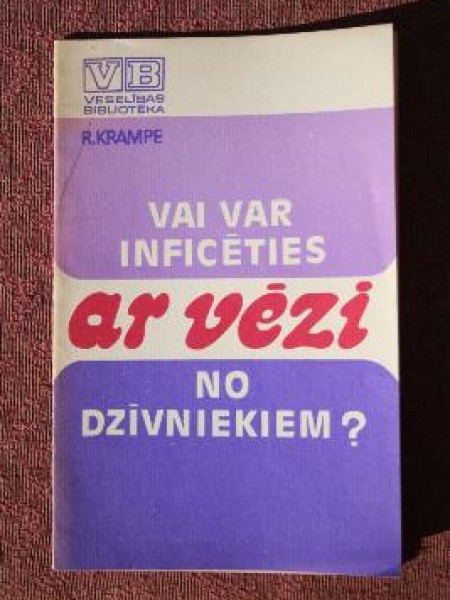 VB
VESELĪBAS
BIBLIOTĒKA
R.KRAMPE
VAI VAR
INFICĒTIES
ar vēzi
NO
DZĪVNIEKIEM?